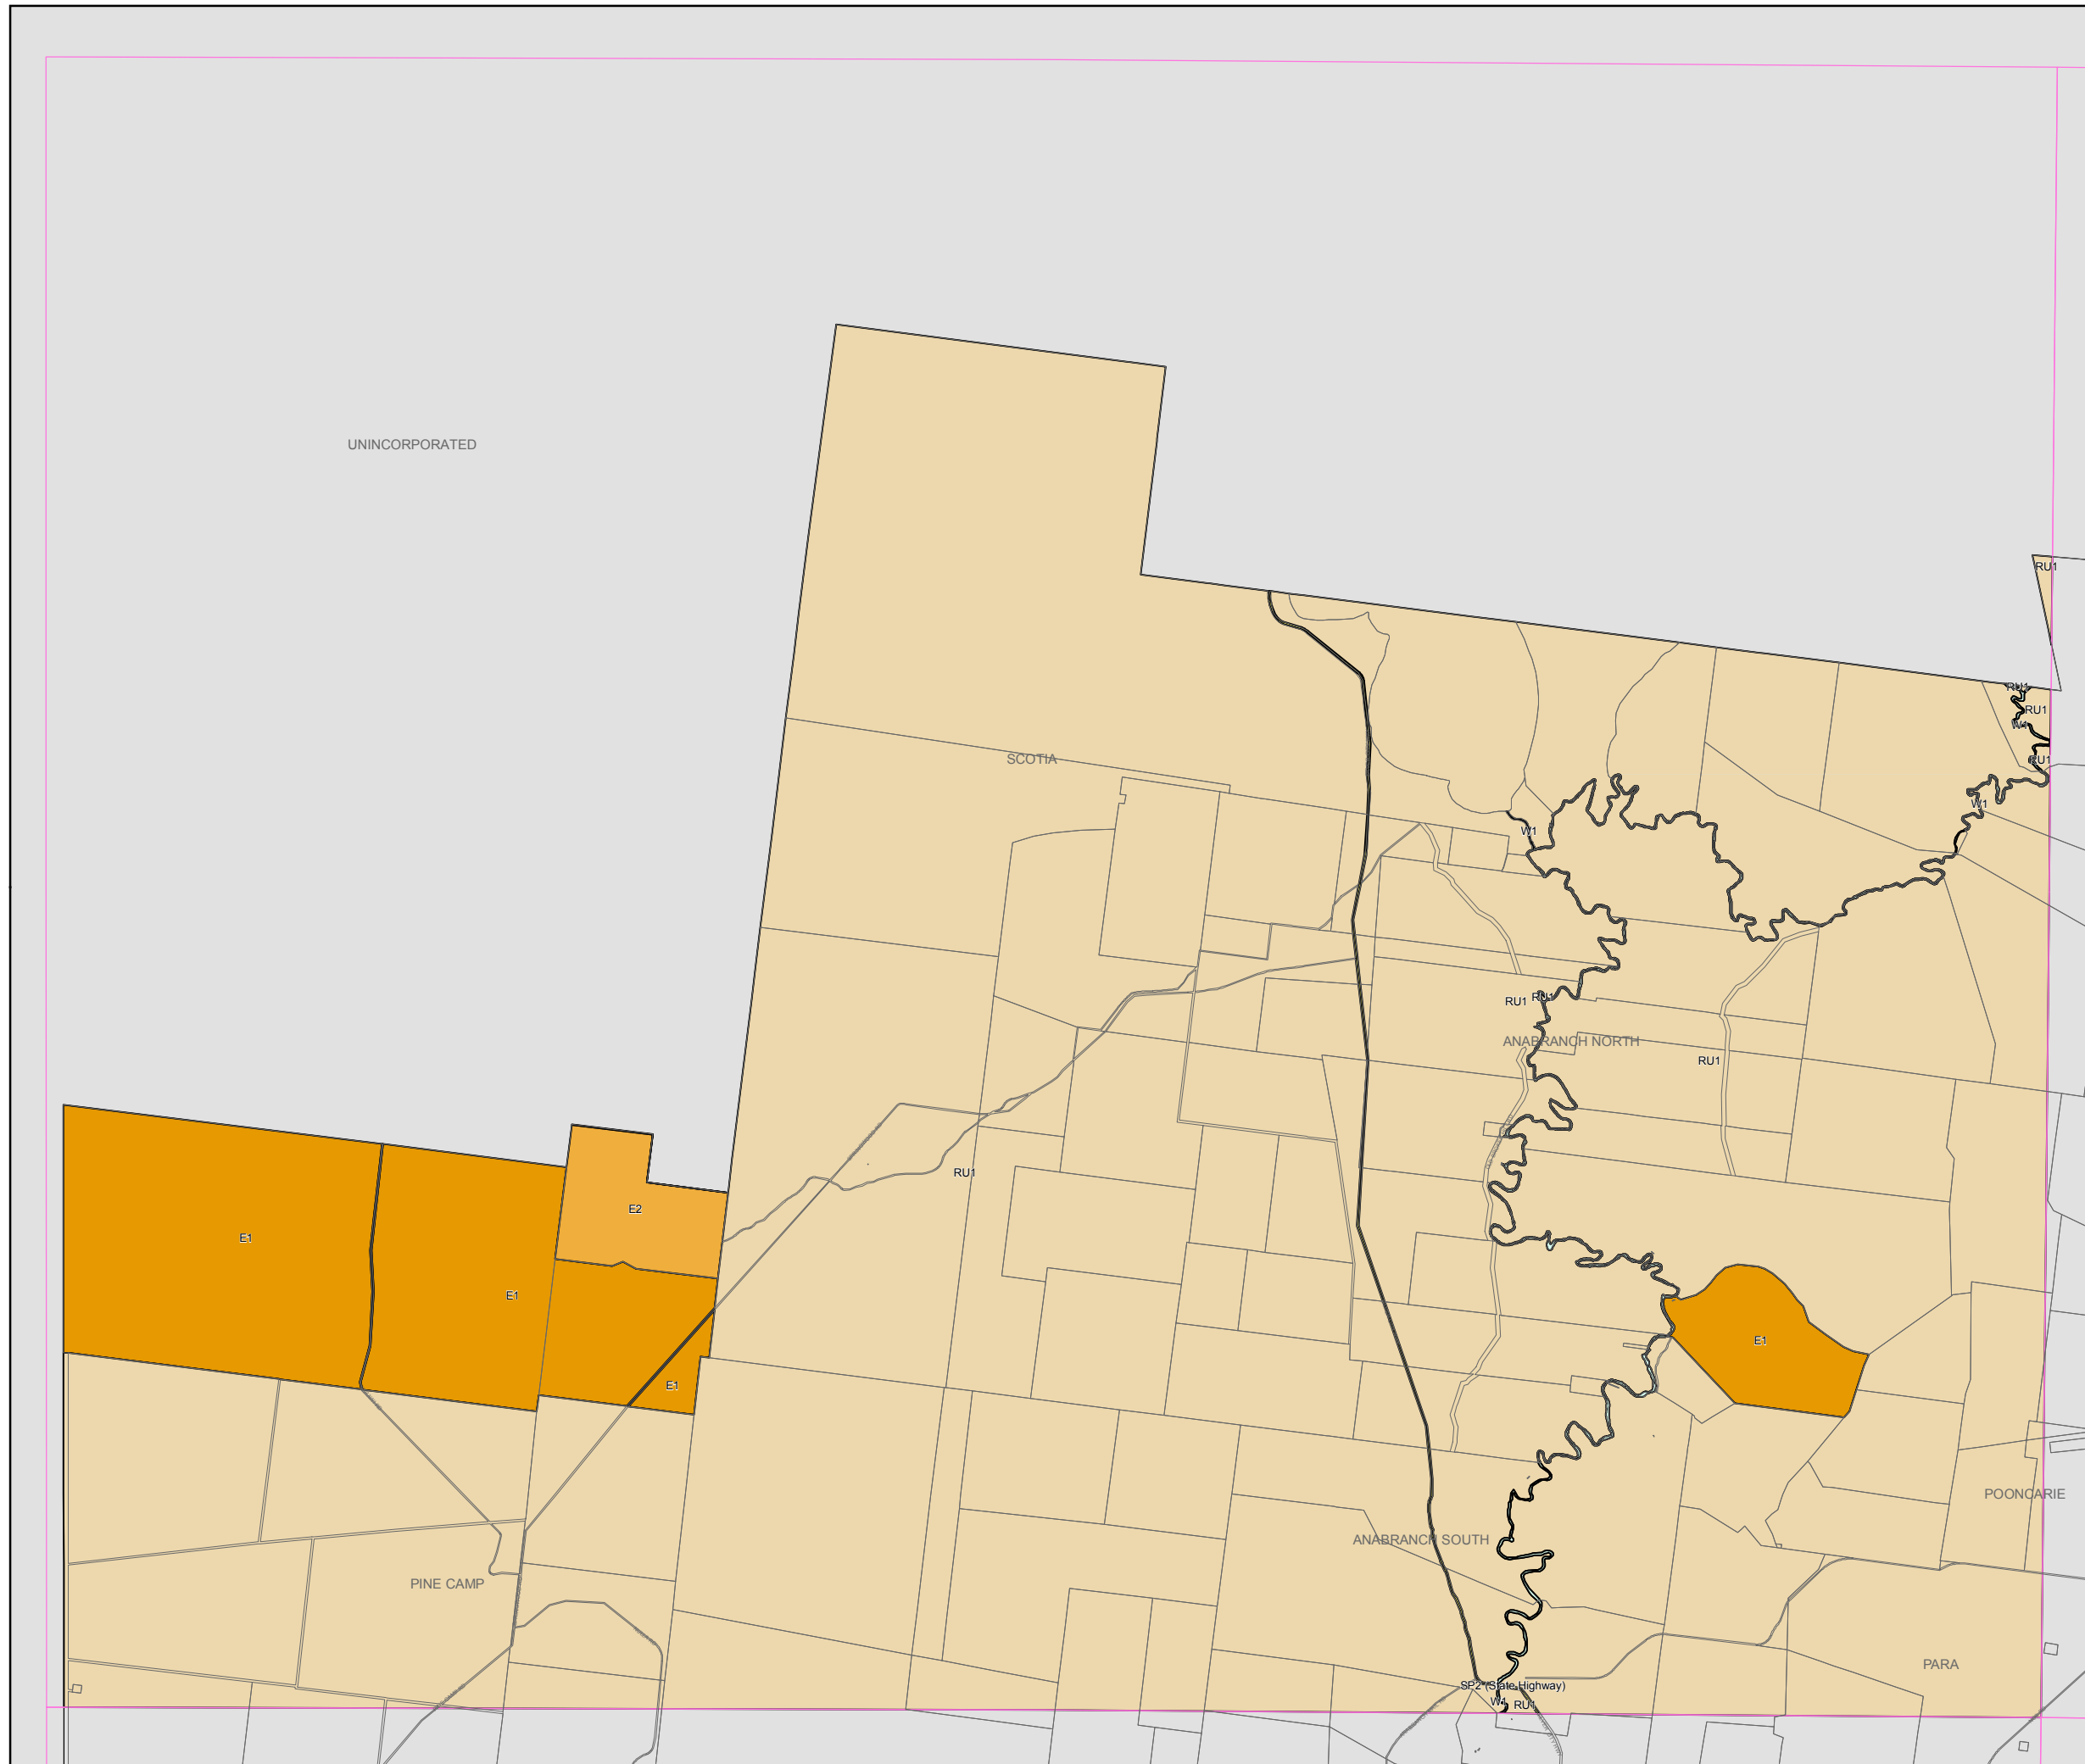 UNINCORPORATED
RU1
RU1
RU1
W1
SCOTIA
RU1
W1
W1
RU1
RU1
ANABRANCH NORTH
RU1
RU1
E2
E1
E1
E1
E1
POONCARIE
ANABRANCH SOUTH
PINE CAMP
PARA
SP2 (State Highway)
W1
RU1